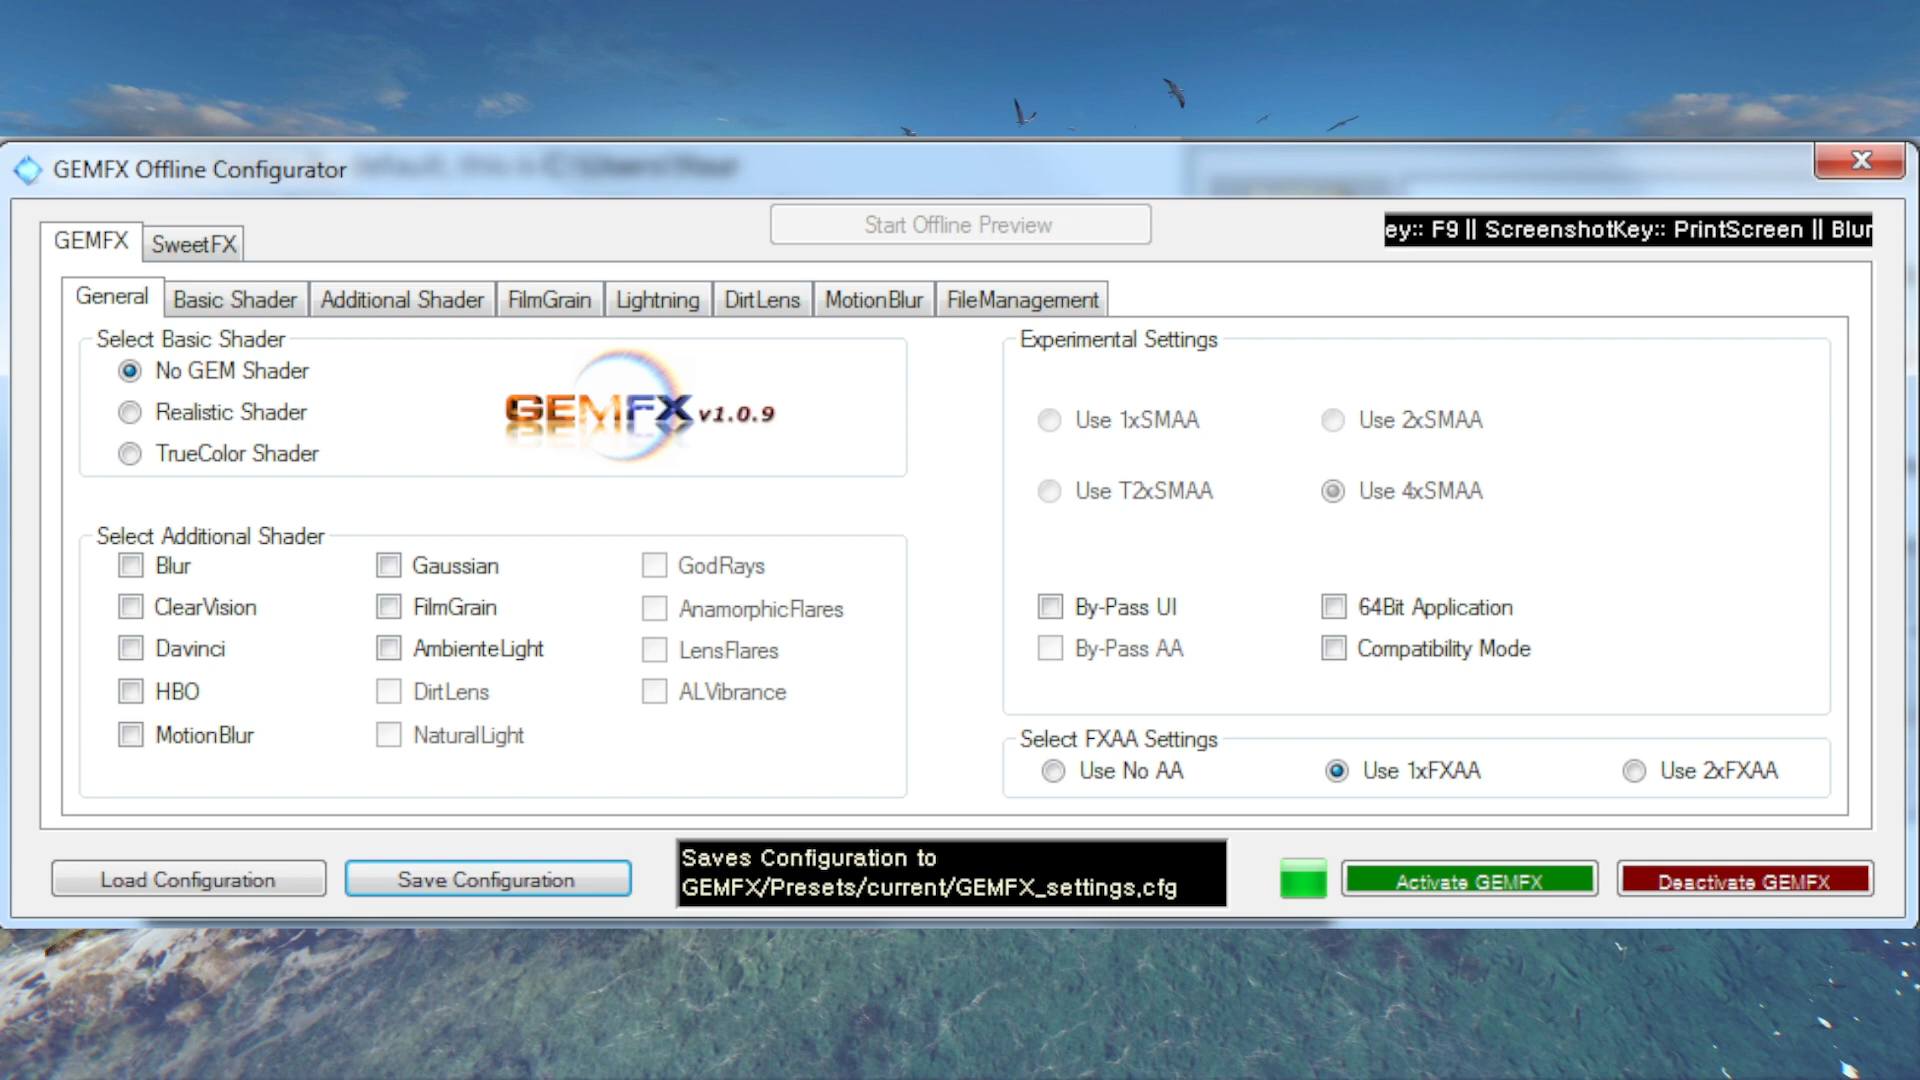 GEMFX Offline Configurator
Start Offline Preview
ey:: F9 || ScreenshotKey:: PrintScreen || Blur
GEMFX
SweetFX
General
Basic Shader
Additional Shader
FilmGrain
Lightning
DirtLens
MotionBlur
FileManagement
Select Basic Shader
No GEM Shader
Realistic Shader
TrueColor Shader
GEMFX v1.0.9
Select Additional Shader
Blur
Gaussian
GodRays
ClearVision
FilmGrain
AnamorphicFlares
Davinci
AmbienteLight
LensFlares
HBO
DirtLens
ALVibrance
MotionBlur
NaturalLight
Experimental Settings
Use 1xSMAA
Use 2xSMAA
Use T2xSMAA
Use 4xSMAA
By-Pass UI
64Bit Application
By-Pass AA
Compatibility Mode
Select FXAA Settings
Use No AA
Use 1xFXAA
Use 2xFXAA
Load Configuration
Save Configuration
Saves Configuration to
GEMFX/Presets/current/GEMFX_settings.cfg
Activate GEMFX
Deactivate GEMFX